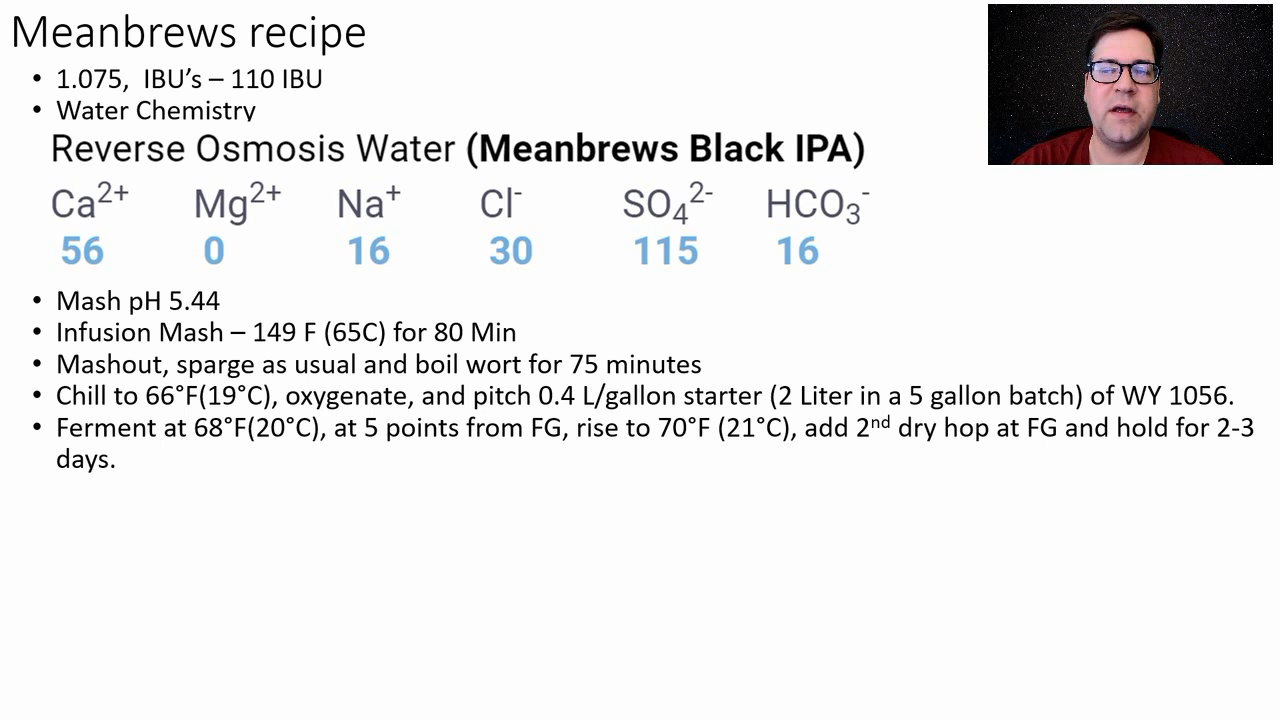 Meanbrews recipe
• 1.075,  IBU’s – 110 IBU
• Water Chemistry
Reverse Osmosis Water (Meanbrews Black IPA)
Ca2+ Mg2+ Na+ Cl- SO42- HCO3-
56 0 16 30 115 16
• Mash pH 5.44
• Infusion Mash – 149 F (65C) for 80 Min
• Mashout, sparge as usual and boil wort for 75 minutes
• Chill to 66°F(19°C), oxygenate, and pitch 0.4 L/gallon starter (2 Liter in a 5 gallon batch) of WY 1056.
• Ferment at 68°F(20°C), at 5 points from FG, rise to 70°F (21°C), add 2nd dry hop at FG and hold for 2-3
days.